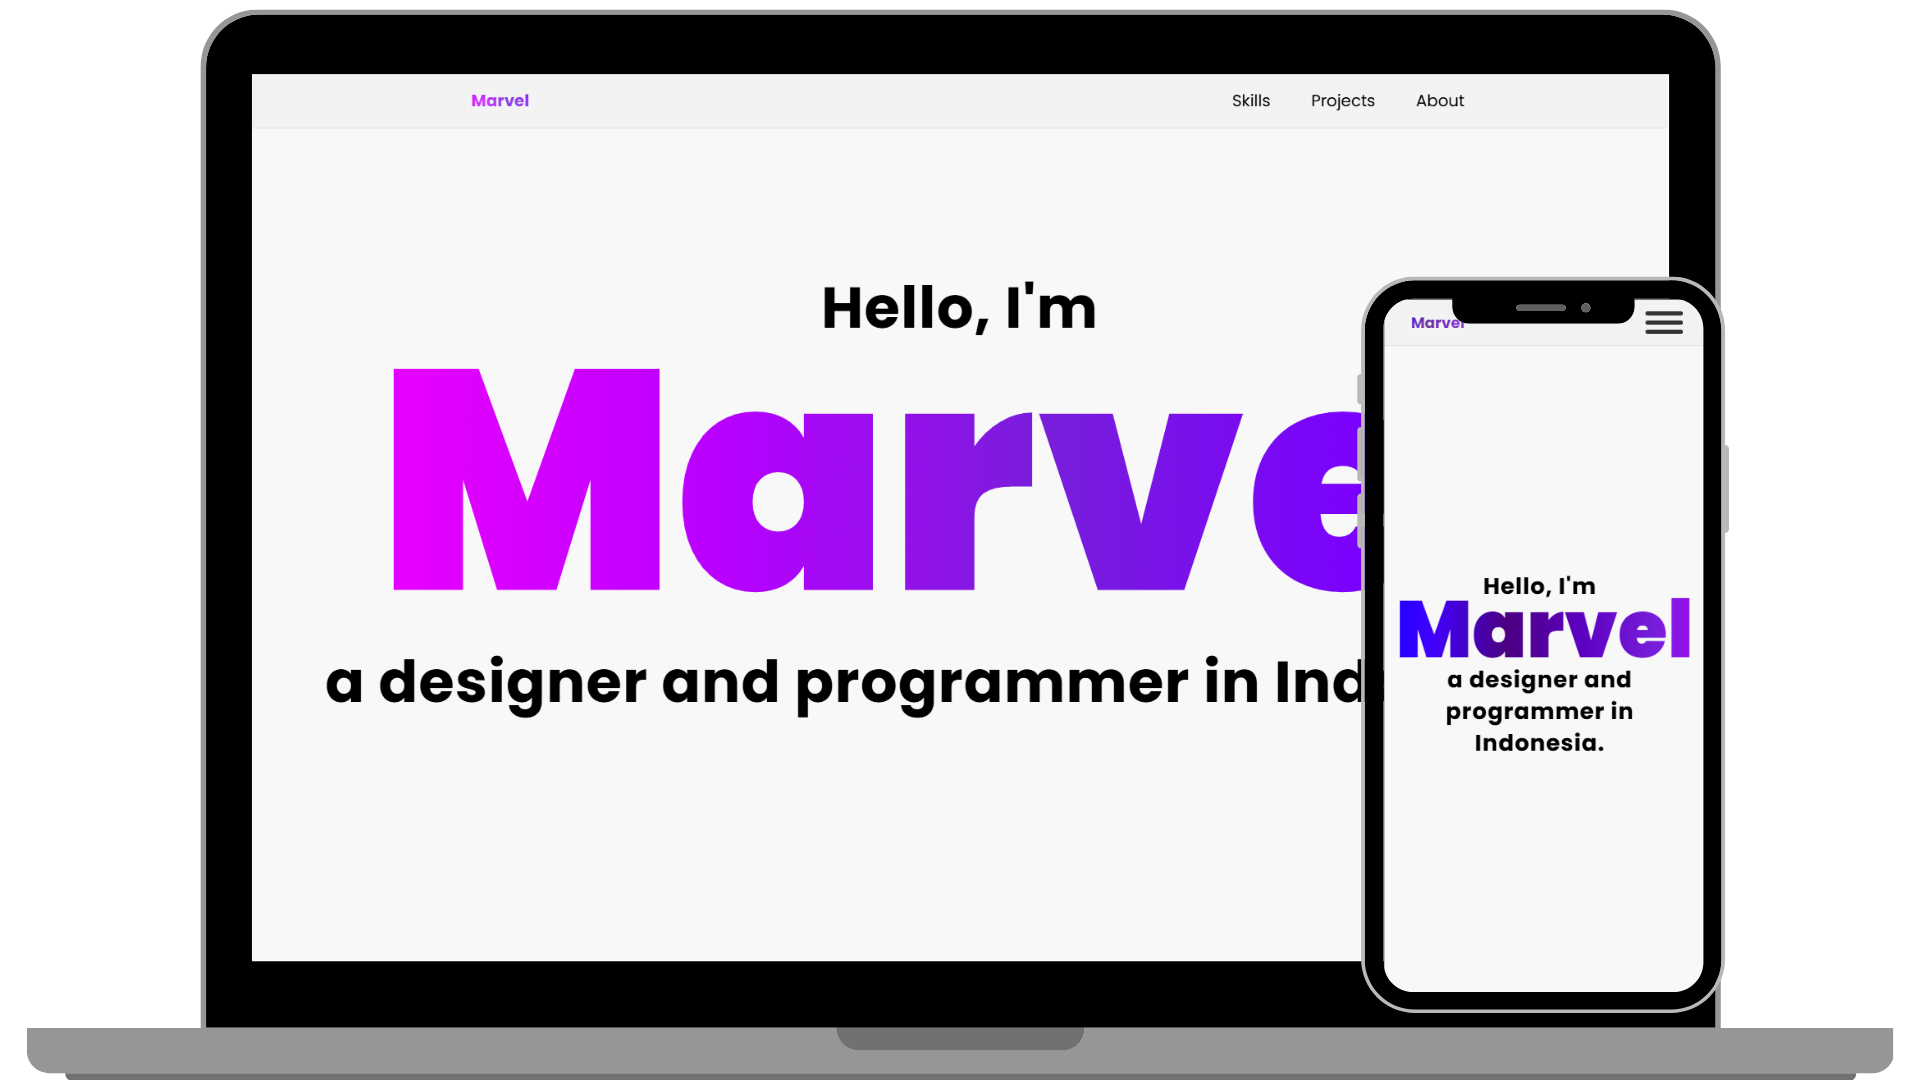 Marvel
Skills Projects About
Hello, I'm
Marve
a designer and programmer in Ind
Marvel
Hello, I'm
Marvel
a designer and
programmer in
Indonesia.